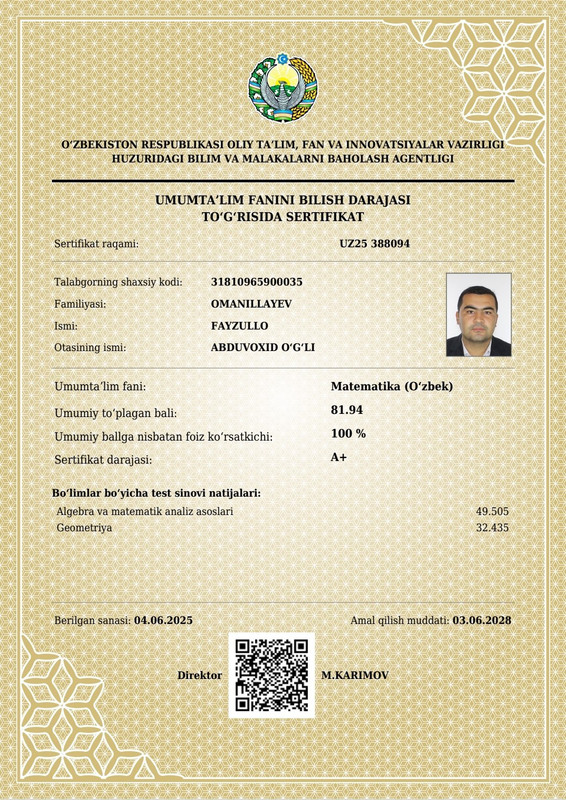 O‘ZBEKISTON RESPUBLIKASI OLIY TA’LIM, FAN VA INNOVATSIYALAR VAZIRLIGI
HUZURIDAGI BILIM VA MALAKALARNI BAHOLASH AGENTLIGI
UMUMTA’LIM FANINI BILISH DARAJASI
TO‘G‘RISIDA SERTIFIKAT
Sertifikat raqami: UZ25 388094
Talabgorning shaxsiy kodi: 31810965900035
Familiyasi: OMANILLAYEV
Ismi: FAYZULLO
Otasining ismi: ABDUVOXID O‘G‘LI
Umumta’lim fani: Matematika (O‘zbek)
Umumiy to‘plagan bali: 81.94
Umumiy ballga nisbatan foiz ko‘rsatkichi: 100 %
Sertifikat darajasi: A+
Bo‘limlar bo‘yicha test sinovi natijalari:
Algebra va matematik analiz asoslari 49.505
Geometriya 32.435
Berilgan sanasi: 04.06.2025 Amal qilish muddati: 03.06.2028
Direktor M.KARIMOV